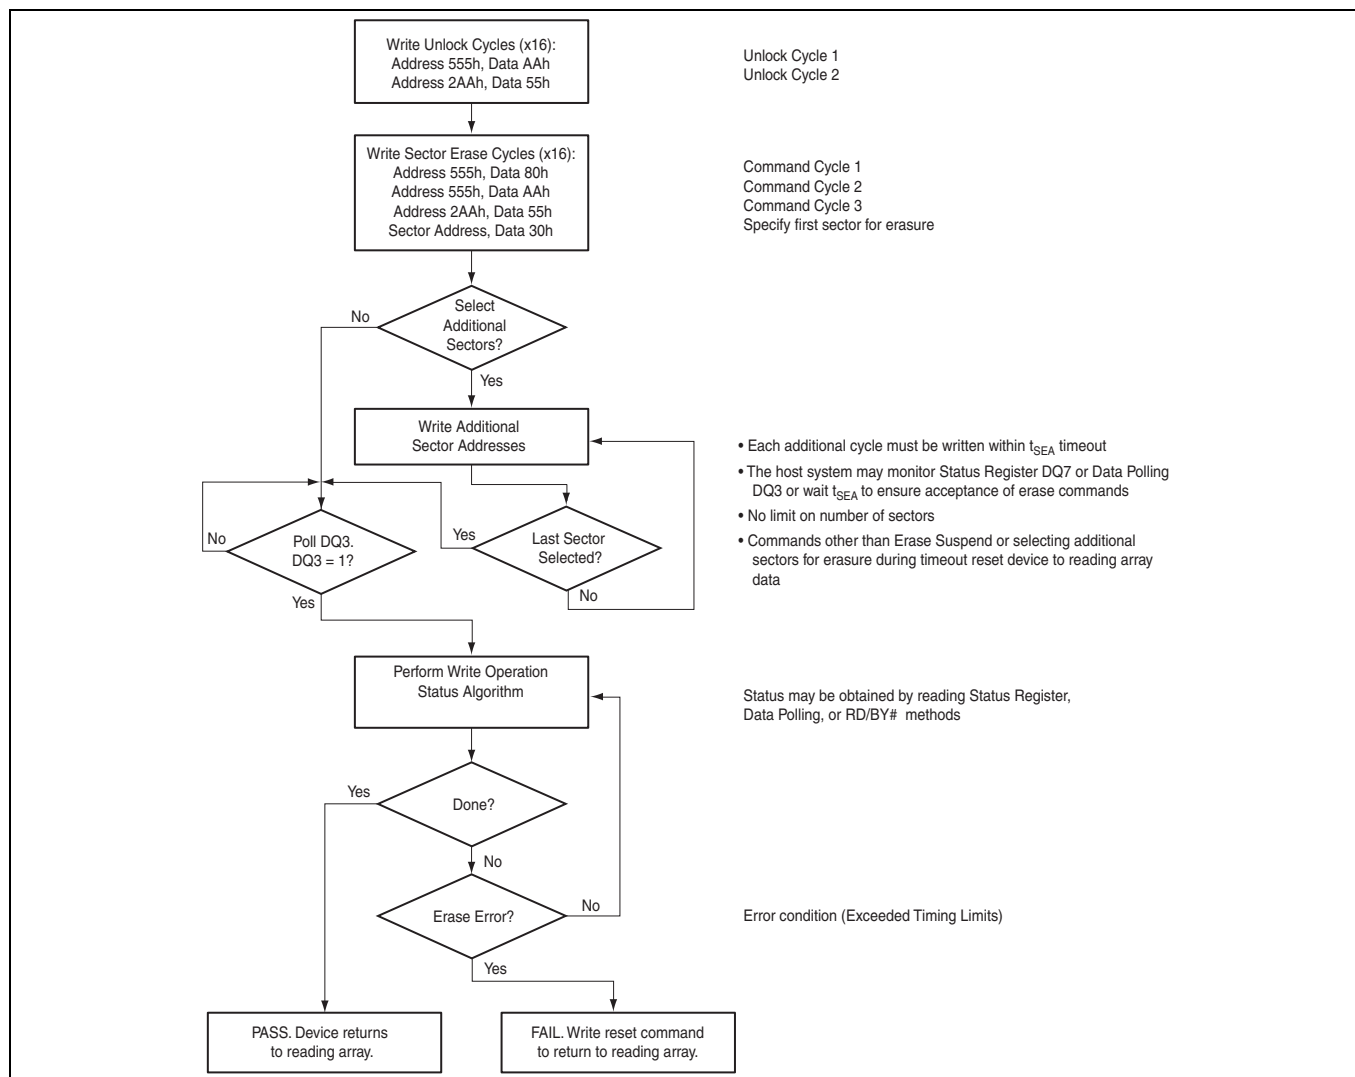 Write Unlock Cycles (x16):
Address 555h, Data AAh
Address 2AAh, Data 55h
Unlock Cycle 1
Unlock Cycle 2
Write Sector Erase Cycles (x16):
Address 555h, Data 80h
Address 555h, Data AAh
Address 2AAh, Data 55h
Sector Address, Data 30h
Command Cycle 1
Command Cycle 2
Command Cycle 3
Specify first sector for erasure
Select
Additional
Sectors?
No
Yes
Write Additional
Sector Addresses
• Each additional cycle must be written within tSEA timeout
• The host system may monitor Status Register DQ7 or Data Polling
DQ3 or wait tSEA to ensure acceptance of erase commands
• No limit on number of sectors
• Commands other than Erase Suspend or selecting additional
sectors for erasure during timeout reset device to reading array
data
No
Poll DQ3.
DQ3 = 1?
Yes
Last Sector
Selected?
No
Yes
Perform Write Operation
Status Algorithm
Status may be obtained by reading Status Register,
Data Polling, or RD/BY# methods
Yes
Done?
No
Erase Error?
No
Error condition (Exceeded Timing Limits)
Yes
PASS. Device returns
to reading array.
FAIL. Write reset command
to return to reading array.